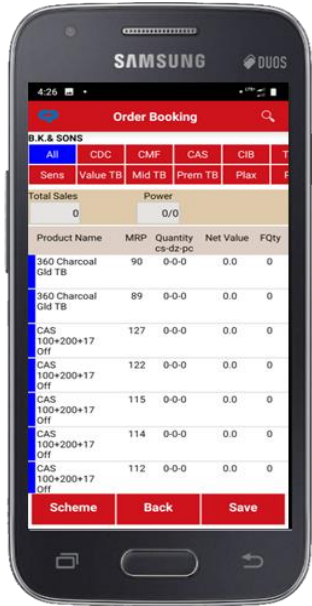 SAMSUNG DUOS
4:26
Order Booking
B.K.& SONS
All CDC CMF CAS CIB T
Sens Value TB Mid TB Prem TB Plax
Total Sales Power
0 0/0
Product Name MRP Quantity Net Value FQty
cs-dz-pc
360 Charcoal 90 0-0-0 0.0 0
Gld TB
360 Charcoal 89 0-0-0 0.0 0
Gld TB
CAS 127 0-0-0 0.0 0
100+200+17
Off
CAS 122 0-0-0 0.0 0
100+200+17
Off
CAS 115 0-0-0 0.0 0
100+200+17
Off
CAS 114 0-0-0 0.0 0
100+200+17
Off
CAS 112 0-0-0 0.0 0
100+200+17
Off
Scheme Back Save